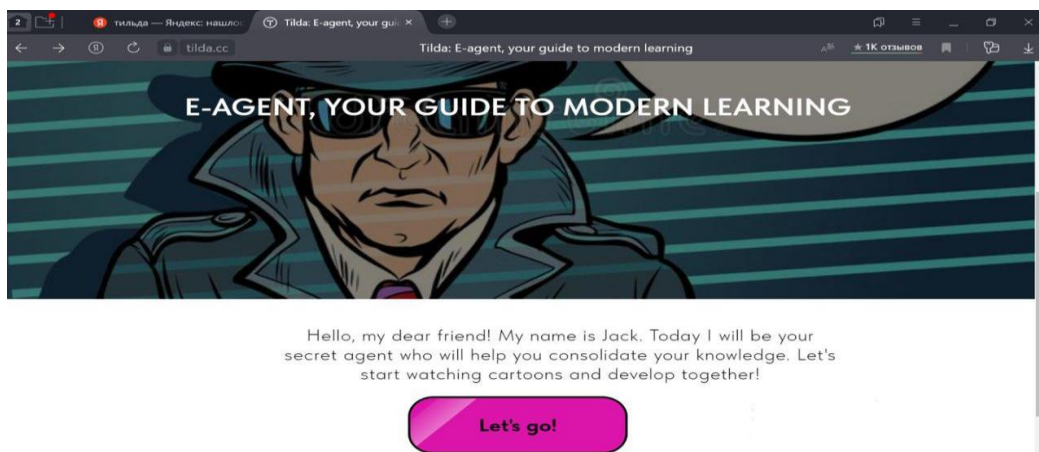 2
тильда — Яндекс: нашлос
Tilda: E-agent, your gui
tilda.cc
Tilda: E-agent, your guide to modern learning
★ 1К отзывов
E-AGENT, YOUR GUIDE TO MODERN LEARNING
Hello, my dear friend! My name is Jack. Today I will be your
secret agent who will help you consolidate your knowledge. Let's
start watching cartoons and develop together!
Let's go!